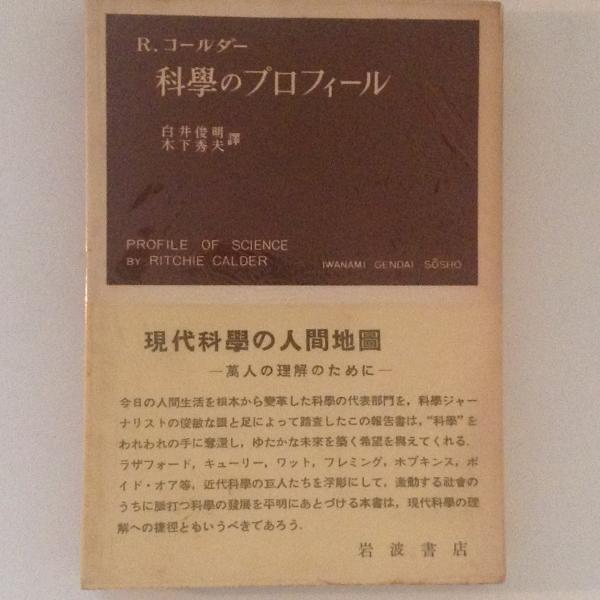 R. コールダー
科學のプロフィール
白井俊明
木下秀夫 譯
PROFILE OF SCIENCE
BY RITCHIE CALDER
IWANAMI GENDAI SŌSHO
現代科學の人間地圖
―萬人の理解のために―
今日の人間生活を根本から變革した科學の代表部門を，科學ジャー
ナリストの俊敏な眼と足によって踏査したこの報告書は，“科學”を
われわれの手に奪還し，ゆたかな未來を築く希望を與えてくれる．
ラザフォード，キューリー，ワット，フレミング，ホプキンス，ボ
イド・オア等，近代科學の巨人たちを浮彫にして，激動する社會の
うちに脈打つ科學の發展を平明にあとづける本書は，現代科學の理
解への捷徑ともいうべきであろう．
岩波書店